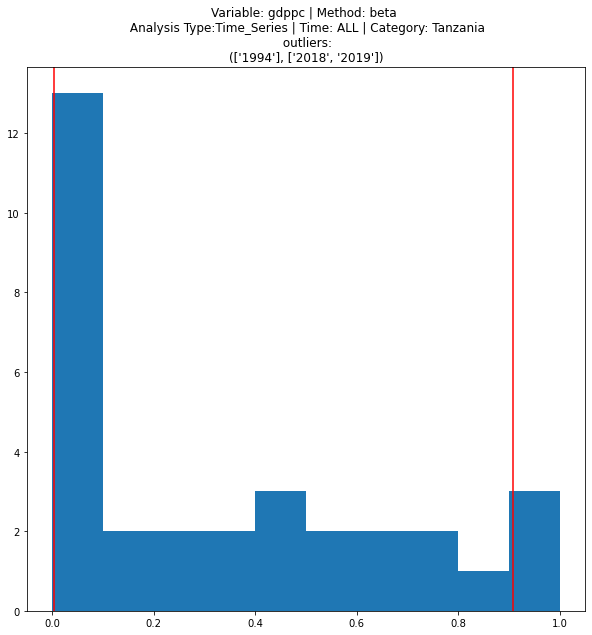 Variable: gdppc | Method: beta
Analysis Type:Time_Series | Time: ALL | Category: Tanzania
outliers:
(['1994'], ['2018', '2019'])
12
10
8
6
4
2
0
0.0 0.2 0.4 0.6 0.8 1.0